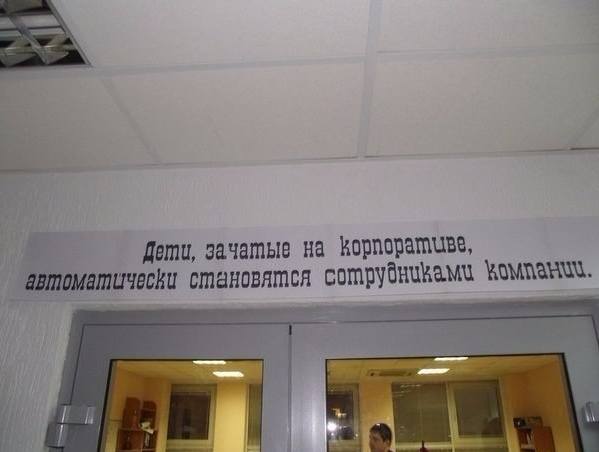 Дети, зачатые на корпоративе,
автоматически становятся сотрудниками компании.